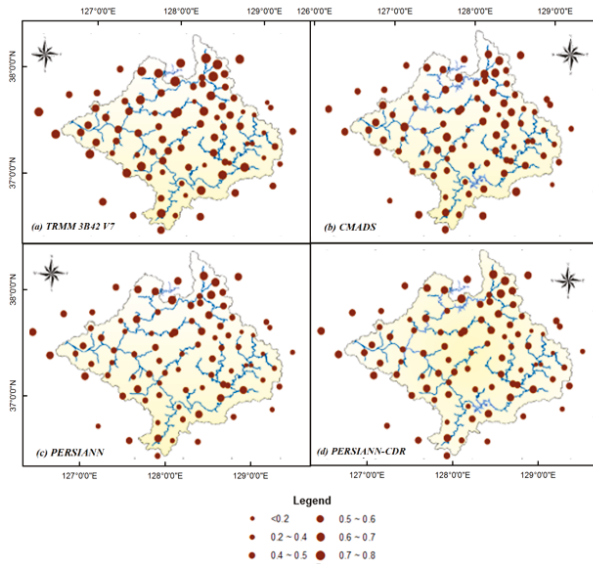 127°0'0"E 128°0'0"E 129°0'0"E 126°0'0"E 127°0'0"E 128°0'0"E 129°0'0"E
38°0'0"N
37°0'0"N
(a) TRMM 3B42 V7
(b) CMADS
38°0'0"N
37°0'0"N
(c) PERSIANN
(d) PERSIANN-CDR
127°0'0"E 128°0'0"E 129°0'0"E 127°0'0"E 128°0'0"E 129°0'0"E
Legend
<0.2 0.5 ~ 0.6
0.2 ~ 0.4 0.6 ~ 0.7
0.4 ~ 0.5 0.7 ~ 0.8